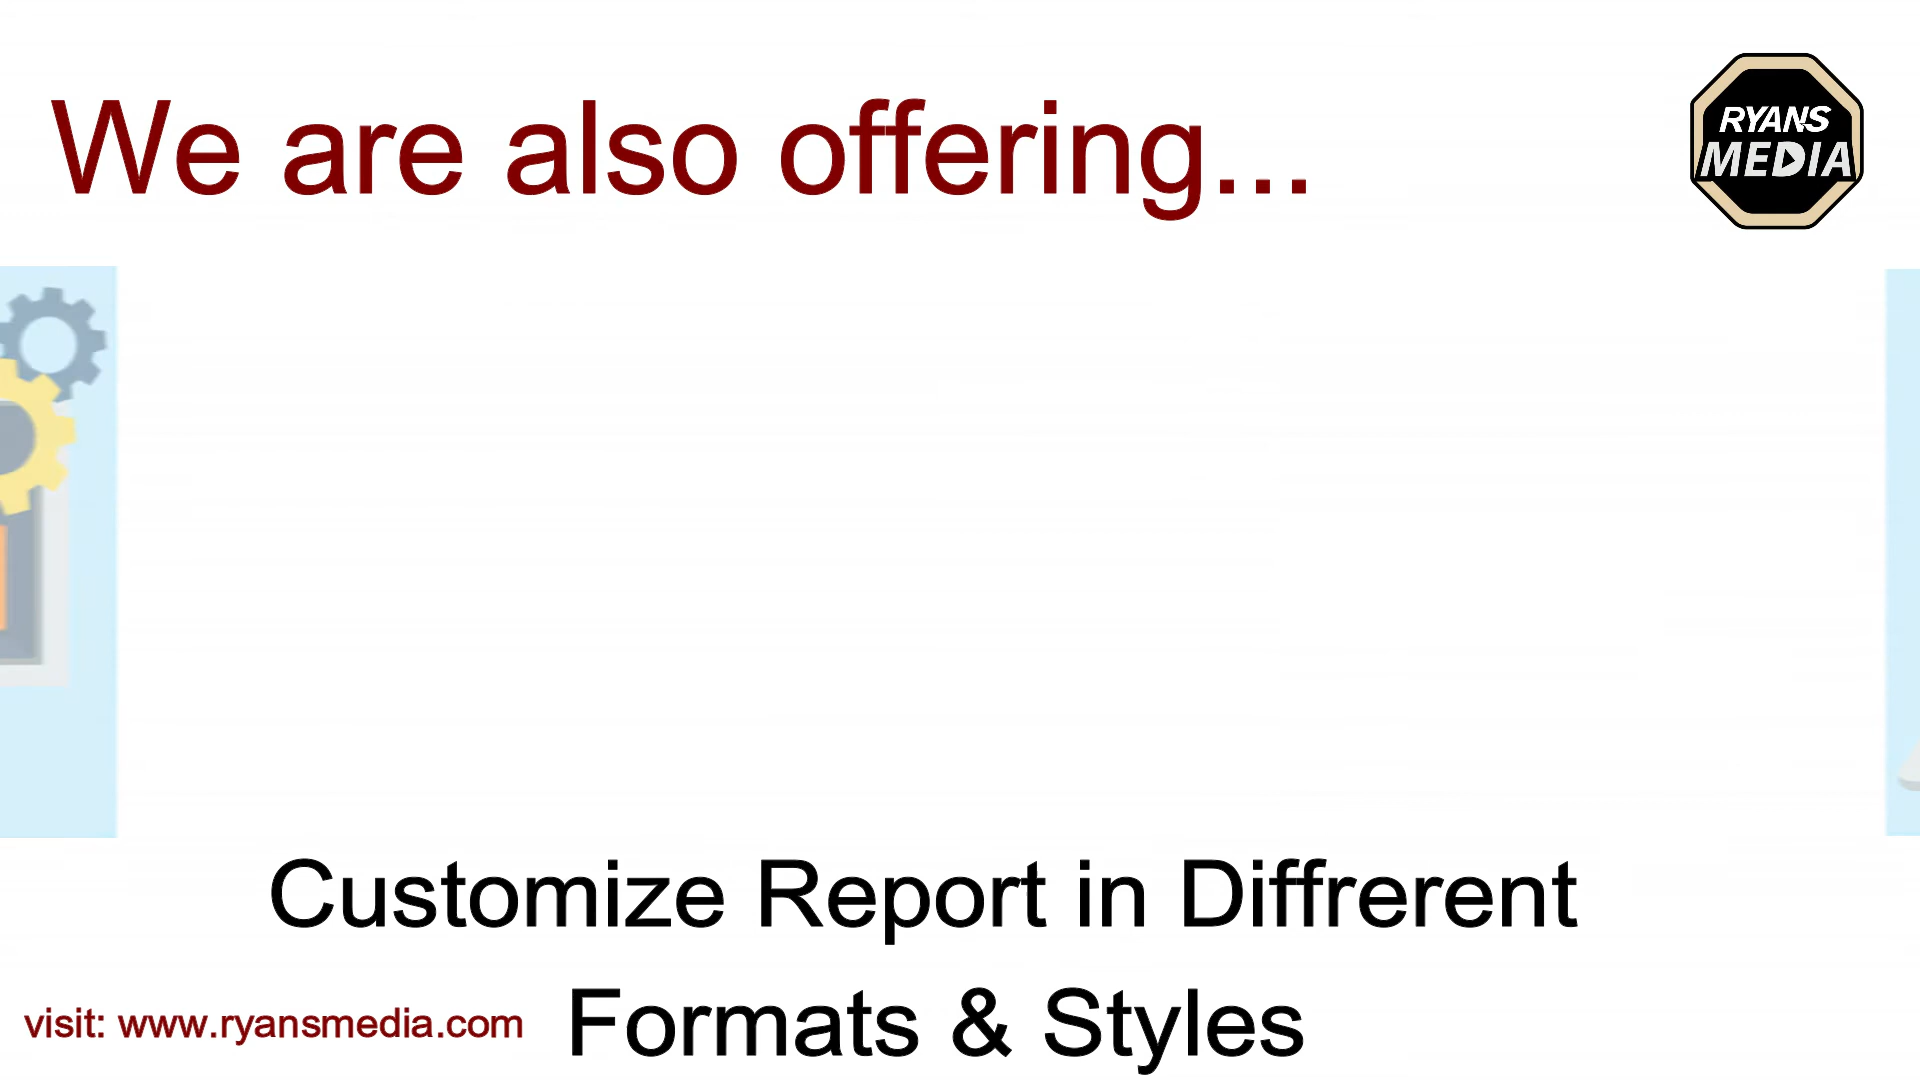 We are also offering...
RYANS
MEDIA
Customize Report in Diffrerent
Formats & Styles
visit: www.ryansmedia.com